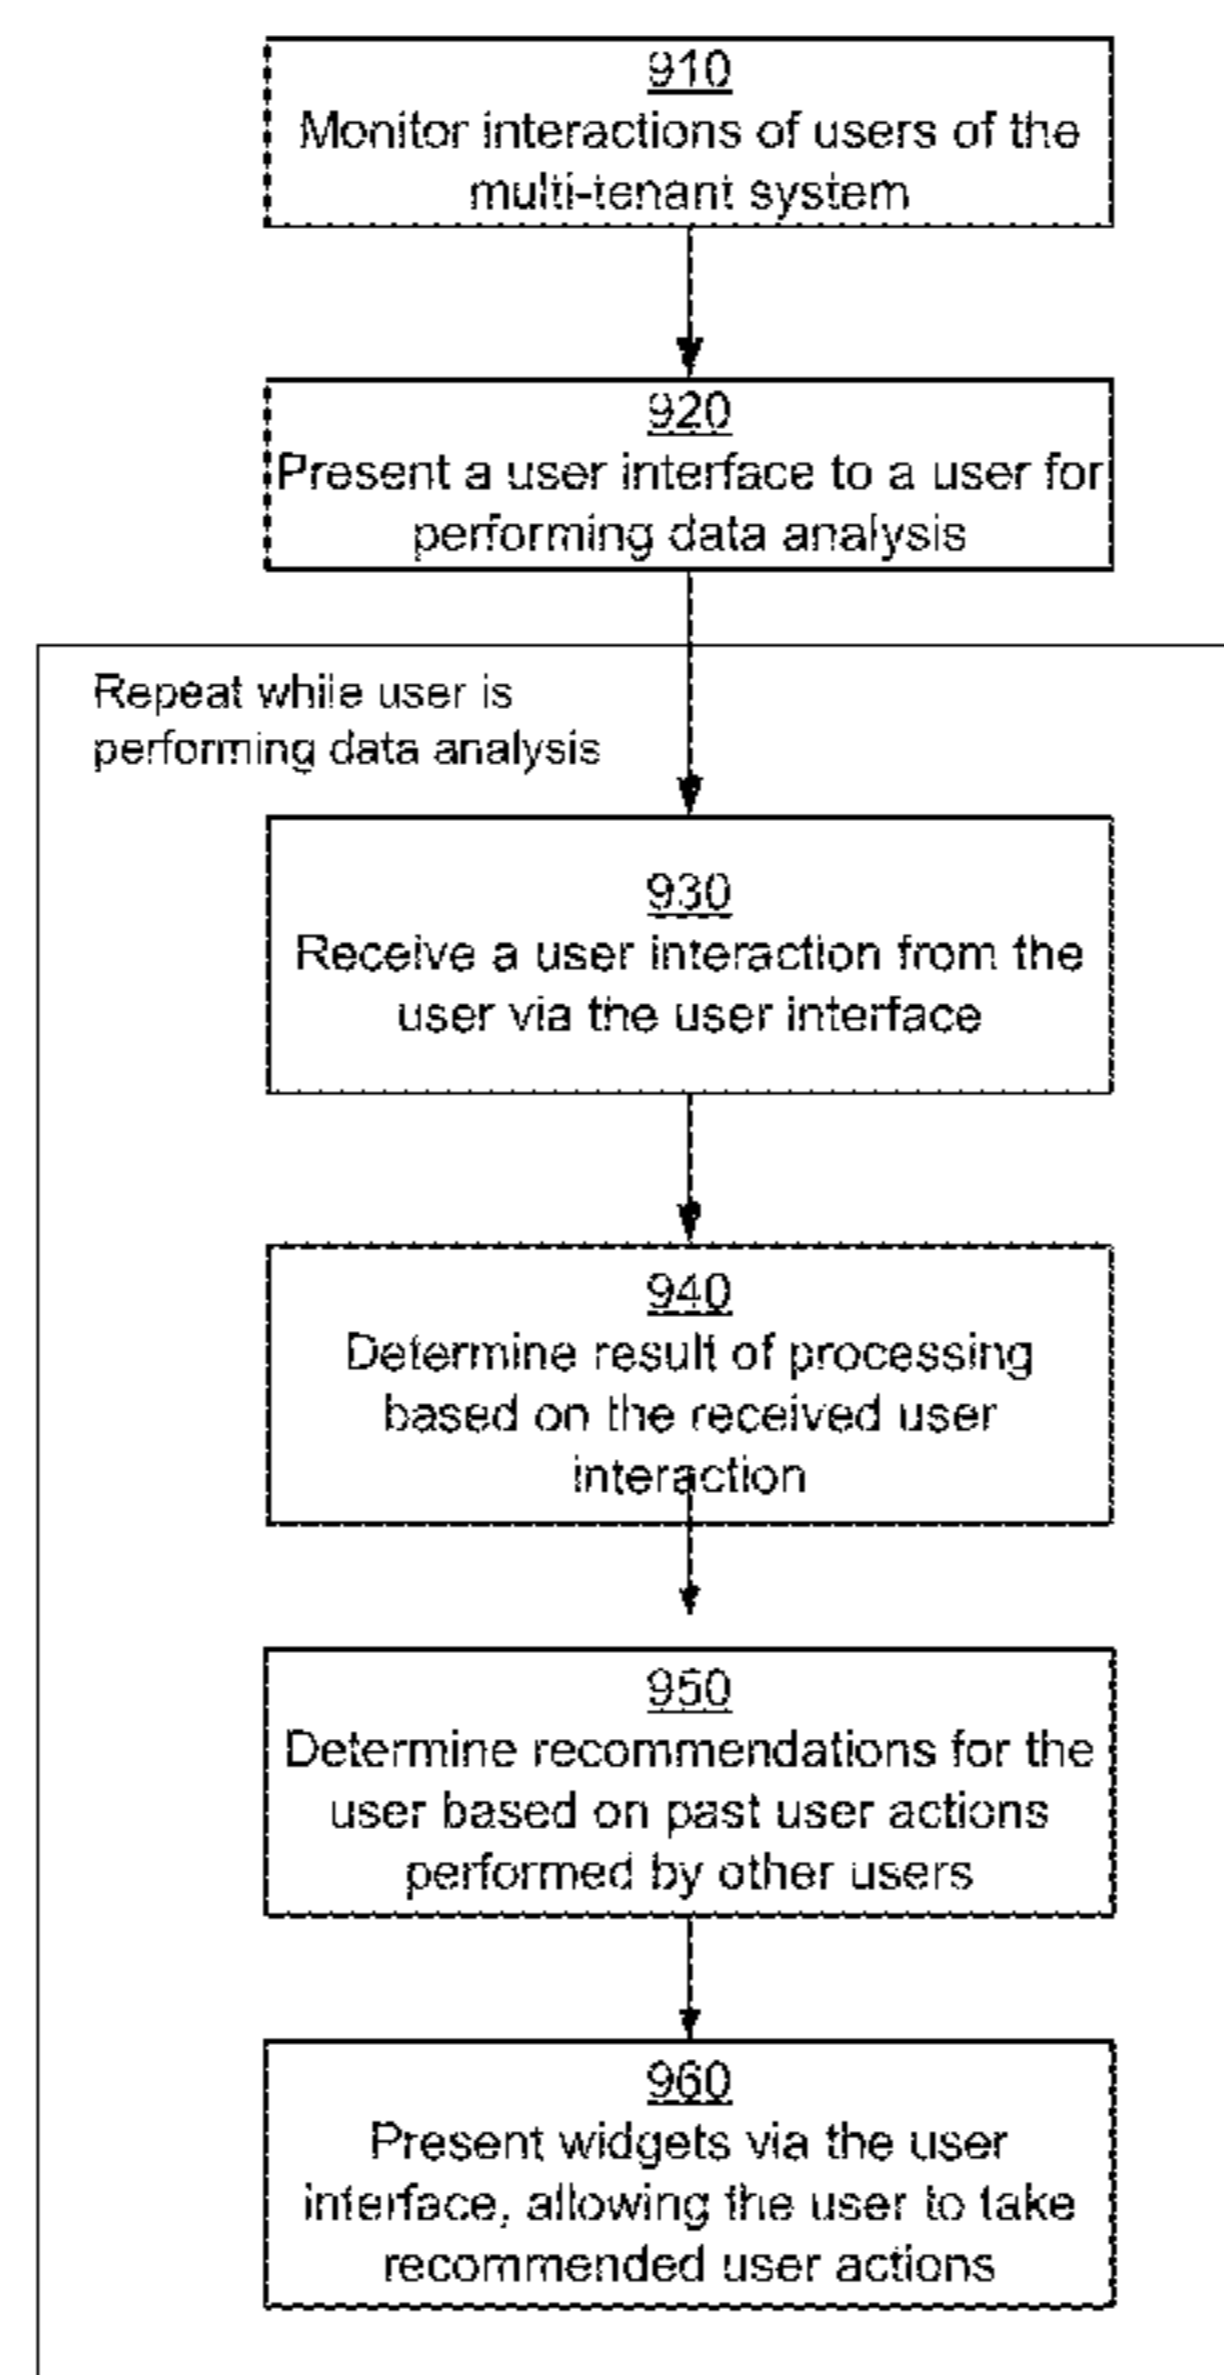 910
Monitor interactions of users of the
multi-tenant system
920
Present a user interface to a user for
performing data analysis
Repeat while user is
performing data analysis
930
Receive a user interaction from the
user via the user interface
940
Determine result of processing
based on the received user
interaction
950
Determine recommendations for the
user based on past user actions
performed by other users
960
Present widgets via the user
interface, allowing the user to take
recommended user actions